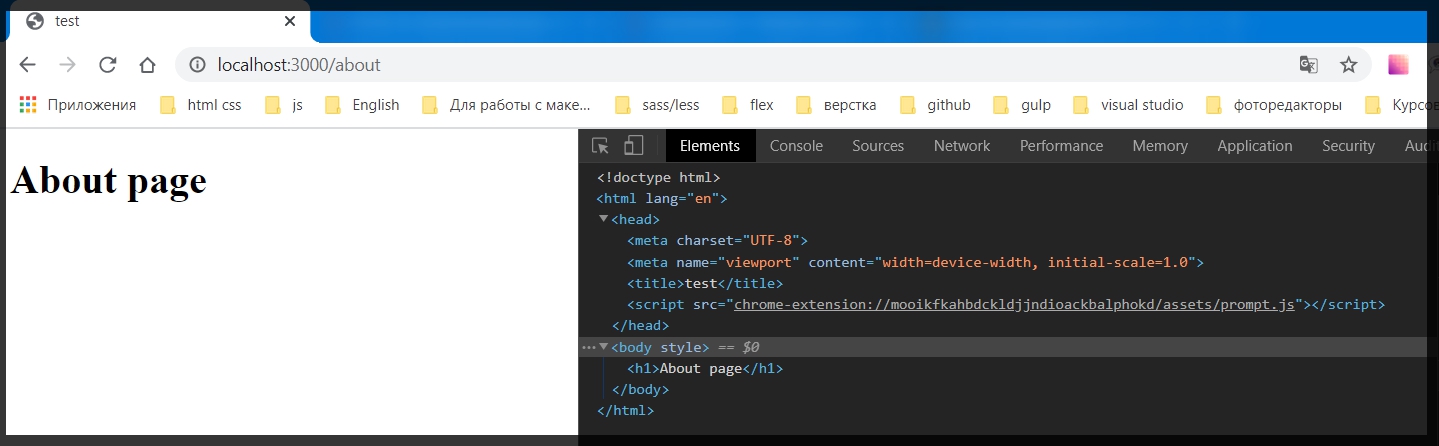 test
localhost:3000/about
Приложения html css js English Для работы с маке... sass/less flex верстка github gulp visual studio фоторедакторы Курсов
About page
Elements Console Sources Network Performance Memory Application Security Audi
<!doctype html>
<html lang="en">
<head>
<meta charset="UTF-8">
<meta name="viewport" content="width=device-width, initial-scale=1.0">
<title>test</title>
<script src="chrome-extension://mooikfkahbdckldjjndioackbalphokd/assets/prompt.js"></script>
</head>
<body style> == $0
<h1>About page</h1>
</body>
</html>